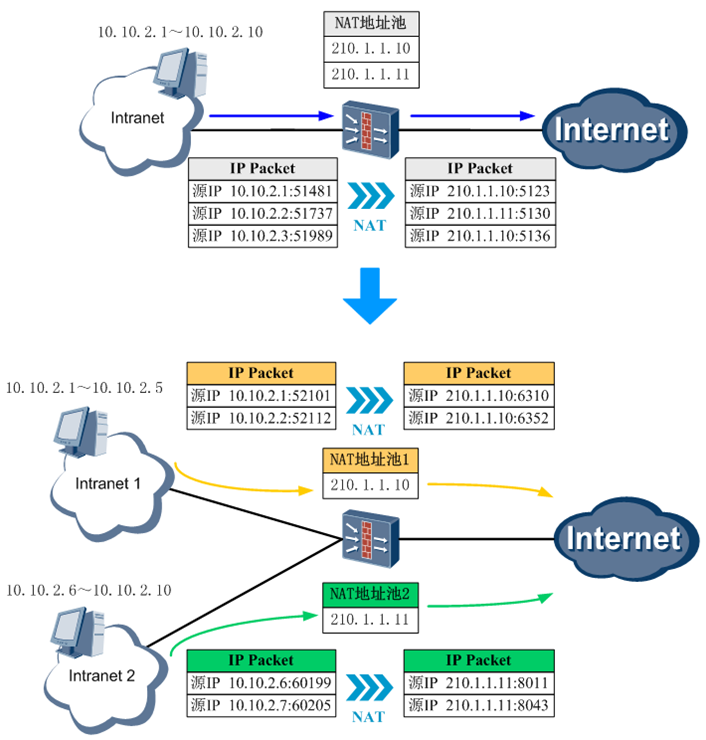 NAT地址池
210.1.1.10
210.1.1.11
10.10.2.1～10.10.2.10
Intranet
Internet
IP Packet
源IP 10.10.2.1:51481
源IP 10.10.2.2:51737
源IP 10.10.2.3:51989
NAT
IP Packet
源IP 210.1.1.10:5123
源IP 210.1.1.11:5130
源IP 210.1.1.10:5136
IP Packet
源IP 10.10.2.1:52101
源IP 10.10.2.2:52112
NAT
IP Packet
源IP 210.1.1.10:6310
源IP 210.1.1.10:6352
10.10.2.1～10.10.2.5
Intranet 1
NAT地址池1
210.1.1.10
Internet
10.10.2.6～10.10.2.10
Intranet 2
NAT地址池2
210.1.1.11
IP Packet
源IP 10.10.2.6:60199
源IP 10.10.2.7:60205
NAT
IP Packet
源IP 210.1.1.11:8011
源IP 210.1.1.11:8043